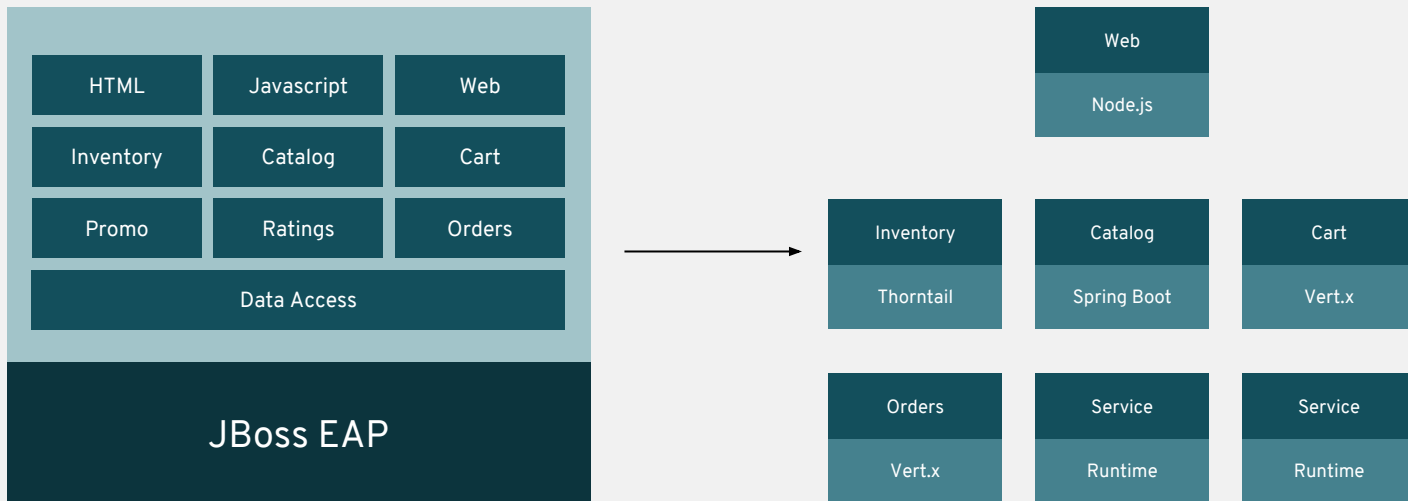 HTML
Javascript
Web
Inventory
Catalog
Cart
Promo
Ratings
Orders
Data Access
JBoss EAP
Web
Node.js
Inventory
Thorntail
Catalog
Spring Boot
Cart
Vert.x
Orders
Vert.x
Service
Runtime
Service
Runtime